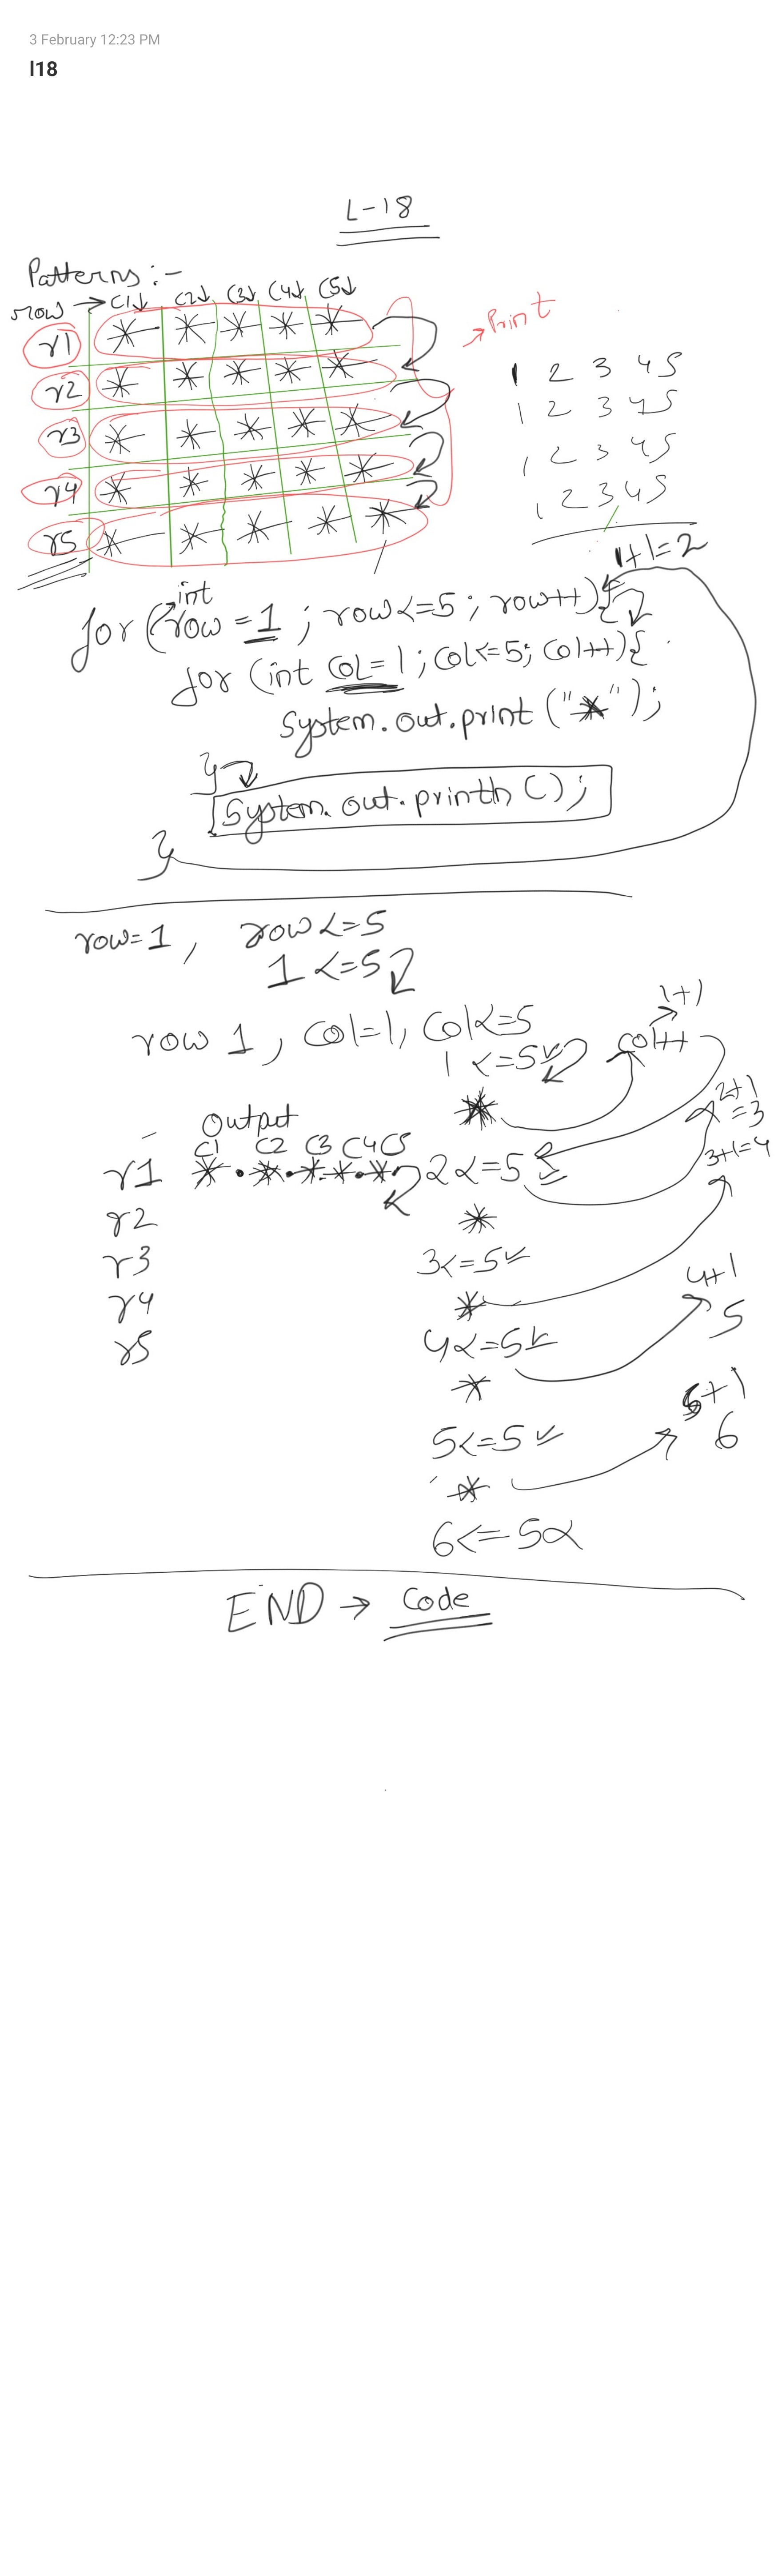 3 February 12:23 PM
l18
L-18
Patterns :-
row → C1↓ C2↓ C3↓ C4↓ C5↓
r1 * * * * *
→ Print
r2 * * * * *
r3 * * * * *
r4 * * * * *
r5 * * * * *
1 2 3 4 5
1 2 3 4 5
1 2 3 4 5
1 2 3 4 5
1+1=2
int
for (row = 1 ; row<=5 ; row++){
for (int col=1 ; col<=5; col++){
System.out.print ("*");
}
System.out.println();
}
row=1 , row<=5
1 <=5
row 1 , col=1, col<=5
1+1
1 <=5 ✓ col++
*
2+1
=3
Output
C1 C2 C3 C4 C5
r1 * . * . * . * . * 2<=5
3+1=4
r2 *
r3 3<=5 ✓
r4 *
4+1
5
r5 4<=5 ✓
*
5+1
6
5<=5 ✓
*
6<=5 x
END → Code